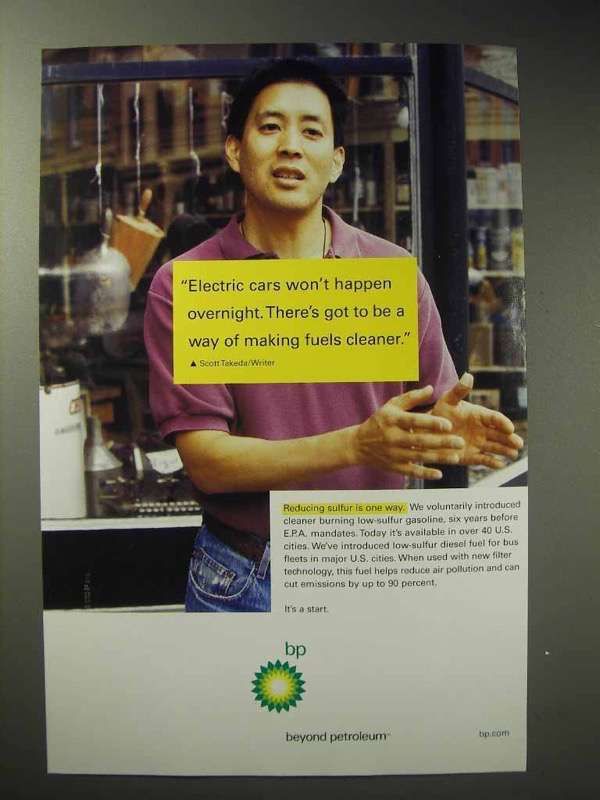 “Electric cars won't happen
overnight. There's got to be a
way of making fuels cleaner.”
▲ Scott Takeda/Writer
Reducing sulfur is one way. We voluntarily introduced
cleaner burning low-sulfur gasoline, six years before
E.P.A. mandates. Today it's available in over 40 U.S.
cities. We've introduced low-sulfur diesel fuel for bus
fleets in major U.S. cities. When used with new filter
technology, this fuel helps reduce air pollution and can
cut emissions by up to 90 percent.
It's a start.
bp
beyond petroleum™
bp.com